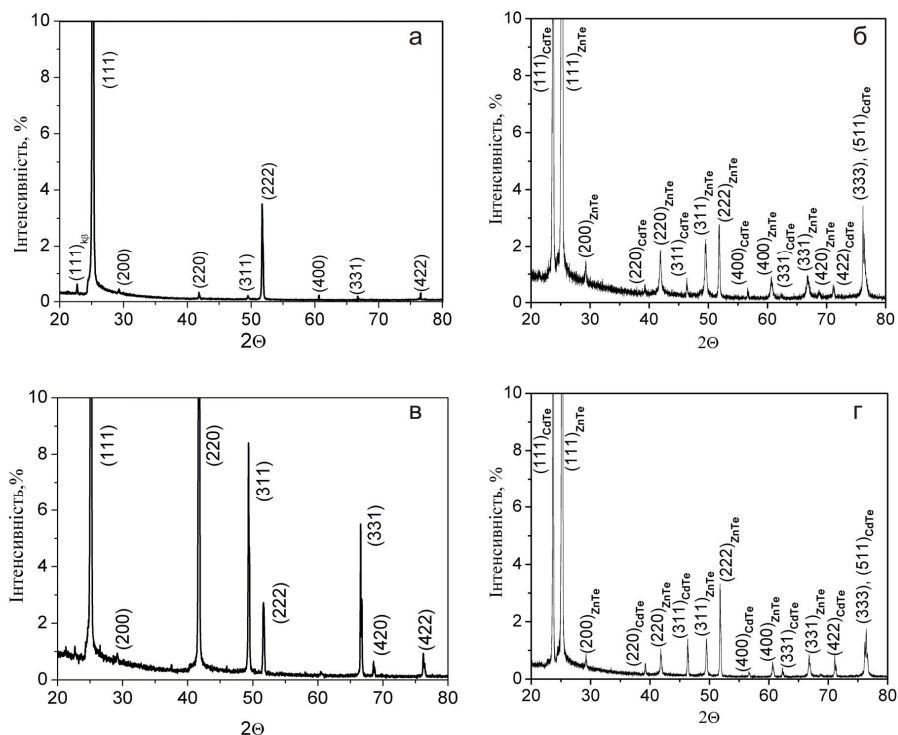 а
Інтенсивність, %
10
8
6
4
2
0
(111)kβ
(111)
(200)
(220)
(311)
(222)
(400)
(331)
(422)
20 30 40 50 60 70 80
2Θ
б
Інтенсивність, %
10
8
6
4
2
0
(111)CdTe
(111)ZnTe
(200)ZnTe
(220)CdTe
(220)ZnTe
(311)CdTe
(311)ZnTe
(222)ZnTe
(400)CdTe
(400)ZnTe
(331)CdTe
(331)ZnTe
(420)ZnTe
(422)CdTe
(333), (511)CdTe
20 30 40 50 60 70 80
2Θ
в
Інтенсивність,%
10
8
6
4
2
0
(111)
(200)
(220)
(311)
(222)
(331)
(420)
(422)
20 30 40 50 60 70 80
2Θ
г
Інтенсивність, %
10
8
6
4
2
0
(111)CdTe
(111)ZnTe
(200)ZnTe
(220)CdTe
(220)ZnTe
(311)CdTe
(311)ZnTe
(222)ZnTe
(400)CdTe
(400)ZnTe
(331)CdTe
(331)ZnTe
(422)CdTe
(333), (511)CdTe
20 30 40 50 60 70 80
2Θ